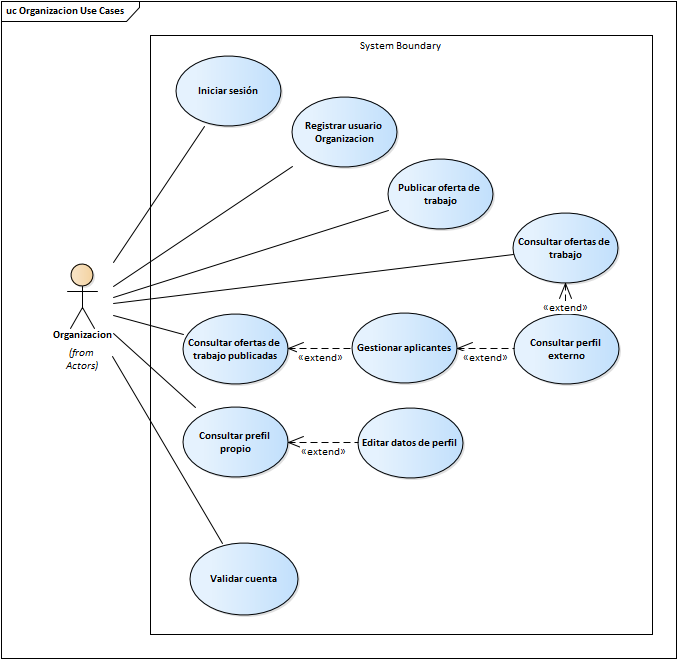 uc Organizacion Use Cases
System Boundary
Iniciar sesión
Registrar usuario
Organizacion
Publicar oferta de
trabajo
Consultar ofertas de
trabajo
«extend»
Organizacion
(from
Actors)
Consultar ofertas de
trabajo publicadas
«extend»
Gestionar aplicantes
«extend»
Consultar perfil
externo
Consultar prefil
propio
«extend»
Editar datos de perfil
Validar cuenta